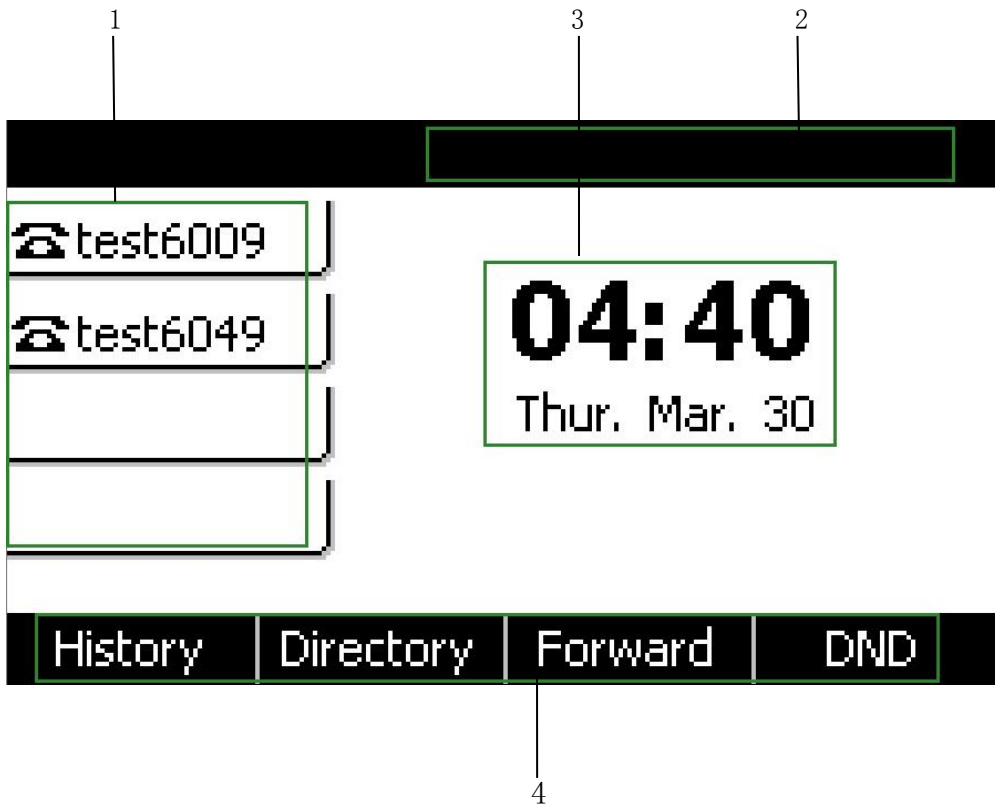 1 3 2
test6009
test6049
04:40
Thur. Mar. 30
History Directory Forward DND
4